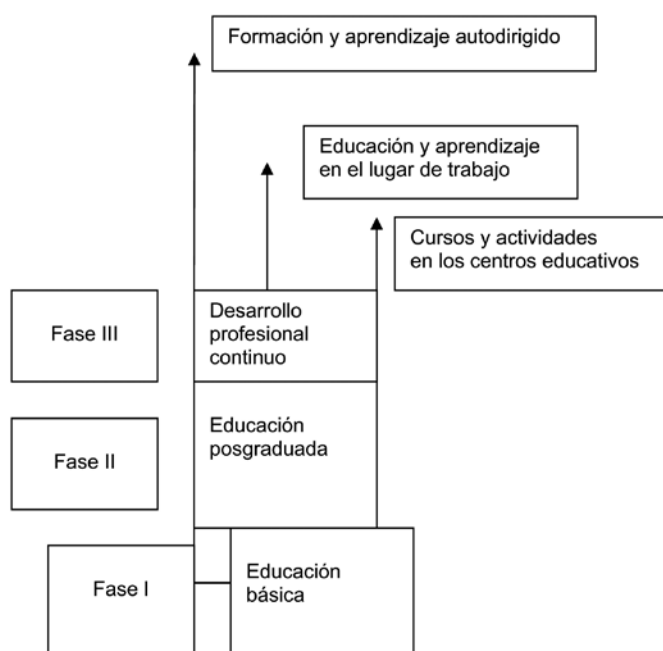 Formación y aprendizaje autodirigido
Educación y aprendizaje
en el lugar de trabajo
Cursos y actividades
en los centros educativos
Fase III
Desarrollo
profesional
continuo
Fase II
Educación
posgraduada
Fase I
Educación
básica